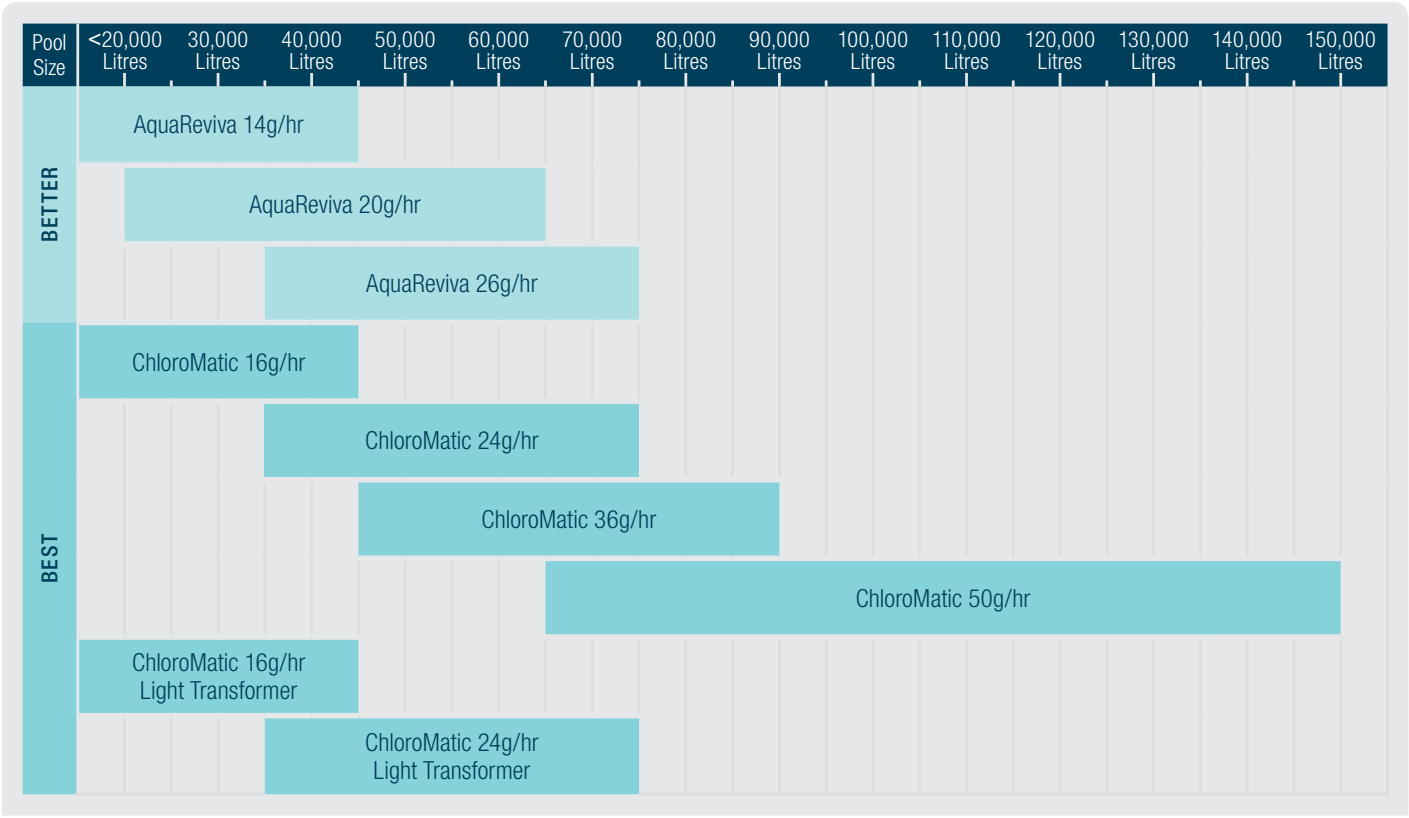 Pool
Size
<20,000
Litres
30,000
Litres
40,000
Litres
50,000
Litres
60,000
Litres
70,000
Litres
80,000
Litres
90,000
Litres
100,000
Litres
110,000
Litres
120,000
Litres
130,000
Litres
140,000
Litres
150,000
Litres
BETTER
AquaReviva 14g/hr
AquaReviva 20g/hr
AquaReviva 26g/hr
BEST
ChloroMatic 16g/hr
ChloroMatic 24g/hr
ChloroMatic 36g/hr
ChloroMatic 50g/hr
ChloroMatic 16g/hr
Light Transformer
ChloroMatic 24g/hr
Light Transformer